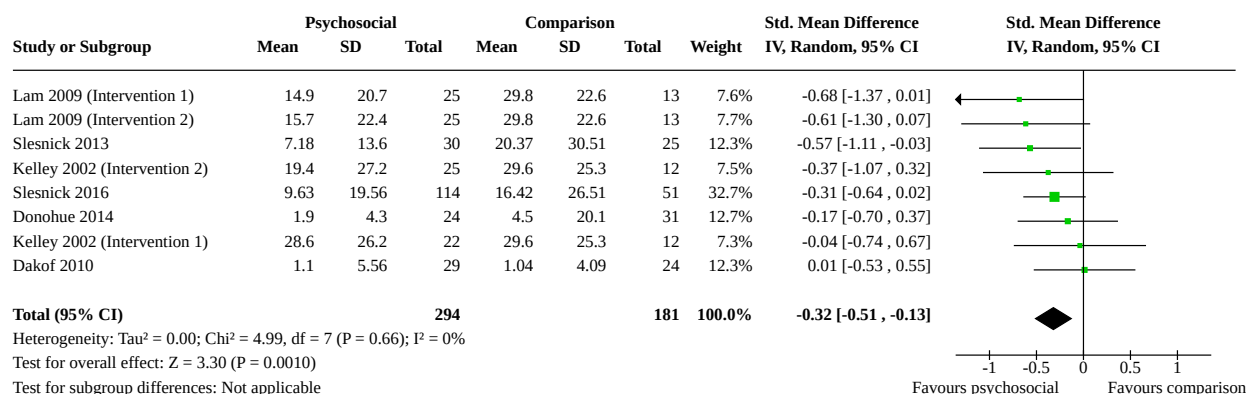 Psychosocial Comparison Std. Mean Difference Std. Mean Difference
Study or Subgroup Mean SD Total Mean SD Total Weight IV, Random, 95% CI IV, Random, 95% CI
Lam 2009 (Intervention 1) 14.9 20.7 25 29.8 22.6 13 7.6% -0.68 [-1.37 , 0.01]
Lam 2009 (Intervention 2) 15.7 22.4 25 29.8 22.6 13 7.7% -0.61 [-1.30 , 0.07]
Slesnick 2013 7.18 13.6 30 20.37 30.51 25 12.3% -0.57 [-1.11 , -0.03]
Kelley 2002 (Intervention 2) 19.4 27.2 25 29.6 25.3 12 7.5% -0.37 [-1.07 , 0.32]
Slesnick 2016 9.63 19.56 114 16.42 26.51 51 32.7% -0.31 [-0.64 , 0.02]
Donohue 2014 1.9 4.3 24 4.5 20.1 31 12.7% -0.17 [-0.70 , 0.37]
Kelley 2002 (Intervention 1) 28.6 26.2 22 29.6 25.3 12 7.3% -0.04 [-0.74 , 0.67]
Dakof 2010 1.1 5.56 29 1.04 4.09 24 12.3% 0.01 [-0.53 , 0.55]
Total (95% CI) 294 181 100.0% -0.32 [-0.51 , -0.13]
Heterogeneity: Tau² = 0.00; Chi² = 4.99, df = 7 (P = 0.66); I² = 0%
Test for overall effect: Z = 3.30 (P = 0.0010)
-1 -0.5 0 0.5 1
Test for subgroup differences: Not applicable
Favours psychosocial Favours comparison